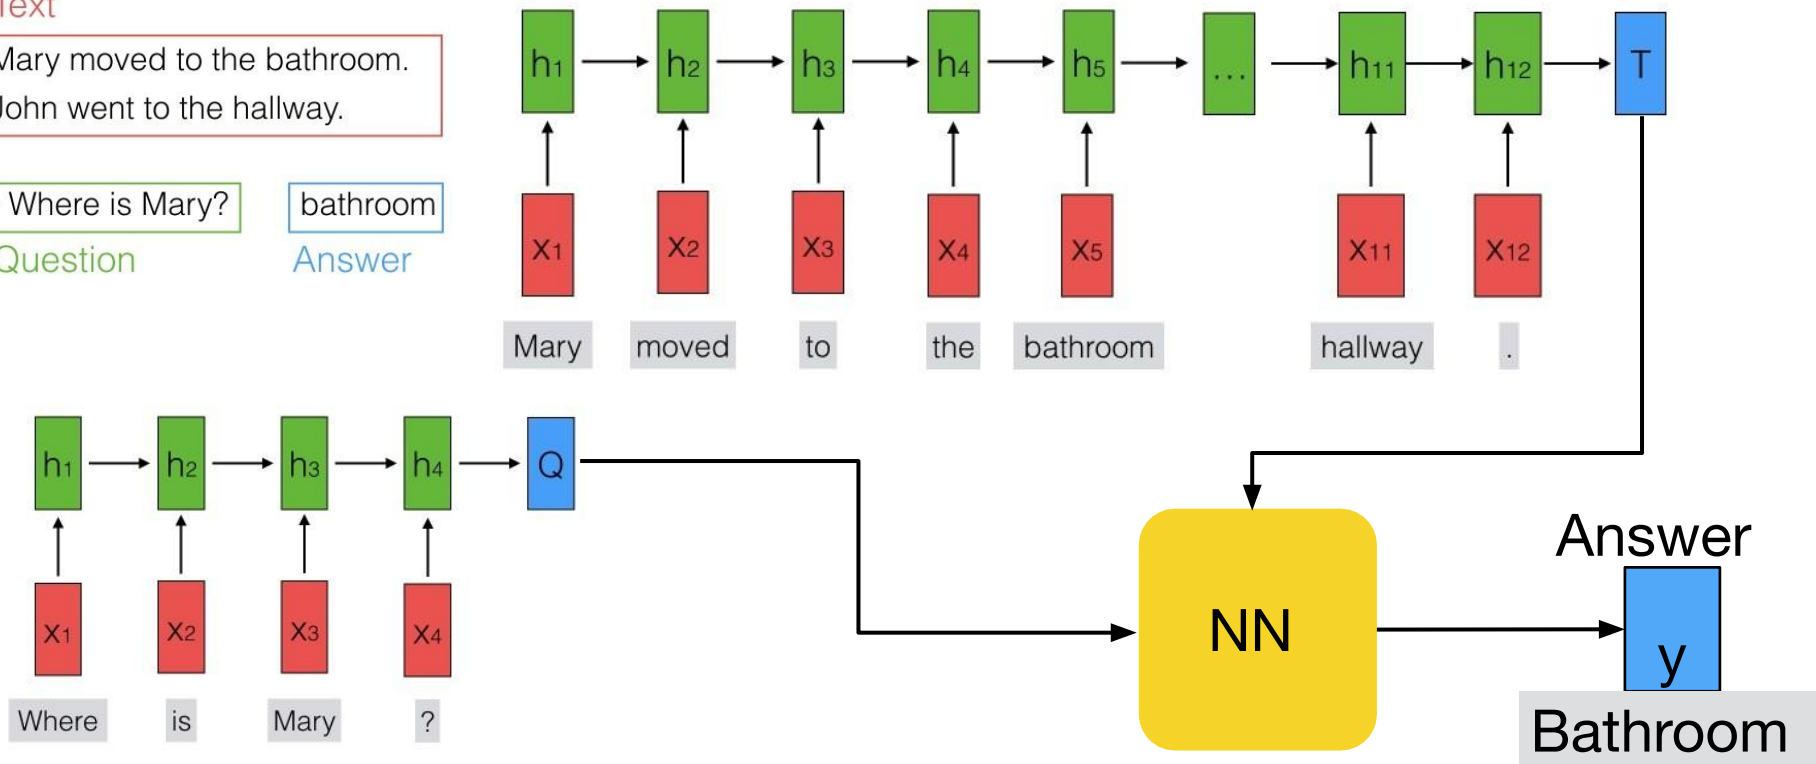 Text
Mary moved to the bathroom.
John went to the hallway.
Where is Mary?
bathroom
Question
Answer
h1 h2 h3 h4 h5 ... h11 h12 T
x1 x2 x3 x4 x5 x11 x12
Mary moved to the bathroom hallway .
h1 h2 h3 h4 Q
x1 x2 x3 x4
Where is Mary ?
NN
Answer
y
Bathroom